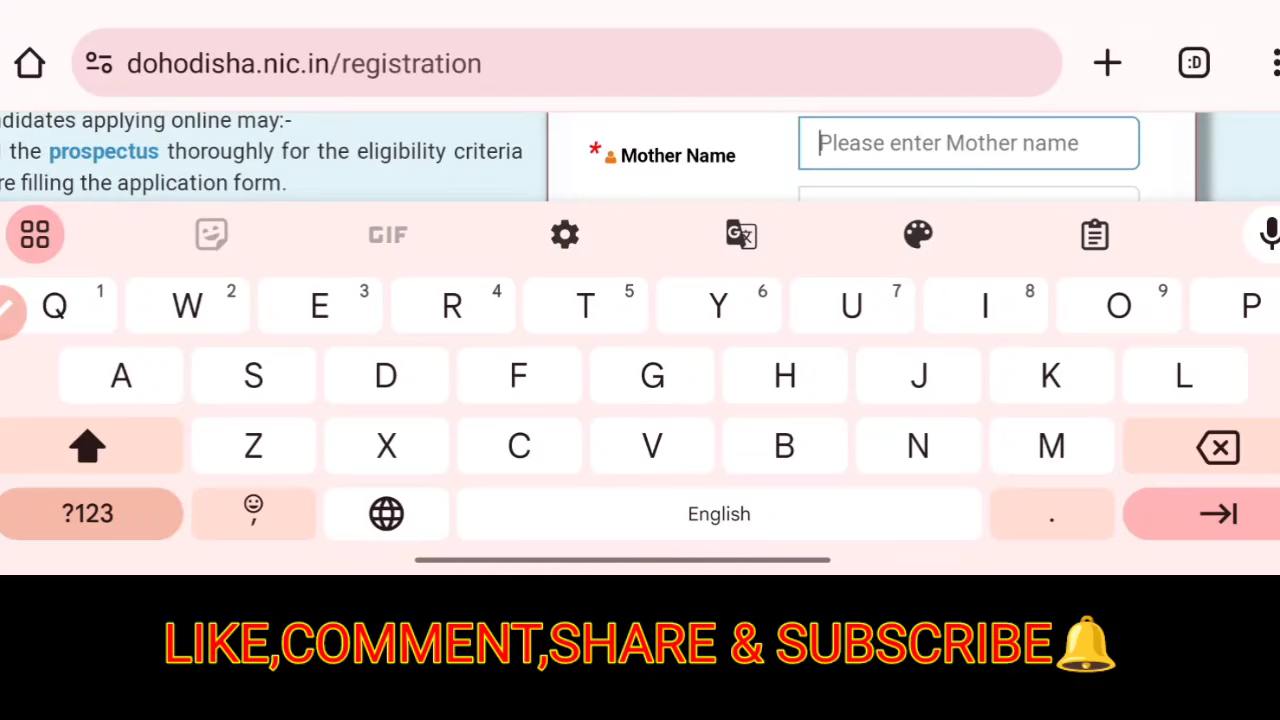 dohodisha.nic.in/registration
:D
didates applying online may:-
the prospectus thoroughly for the eligibility criteria
re filling the application form.
* Mother Name
Please enter Mother name
GIF
Q 1 W 2 E 3 R 4 T 5 Y 6 U 7 I 8 O 9 P
A S D F G H J K L
Z X C V B N M
?123 , English .
LIKE,COMMENT,SHARE & SUBSCRIBE🔔